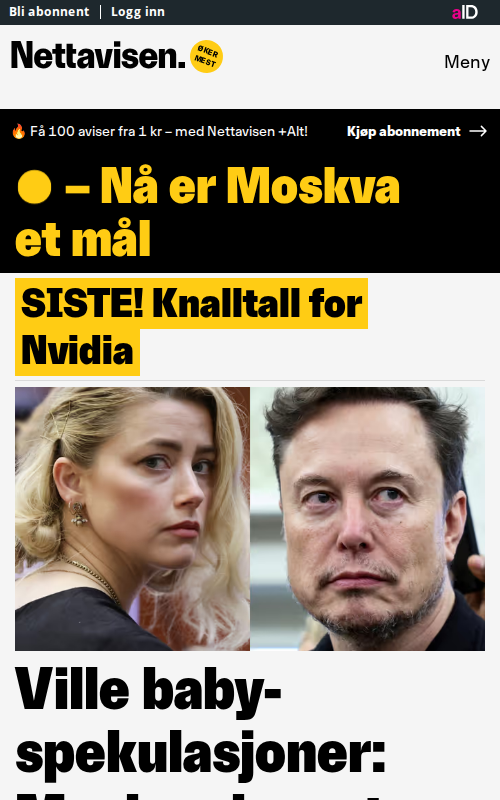 Bli abonnent | Logg inn
aID
Nettavisen.
ØKER
MEST
Meny
🔥 Få 100 aviser fra 1 kr – med Nettavisen +Alt!
Kjøp abonnement →
– Nå er Moskva
et mål
SISTE! Knalltall for
Nvidia
Ville baby-
spekulasjoner: